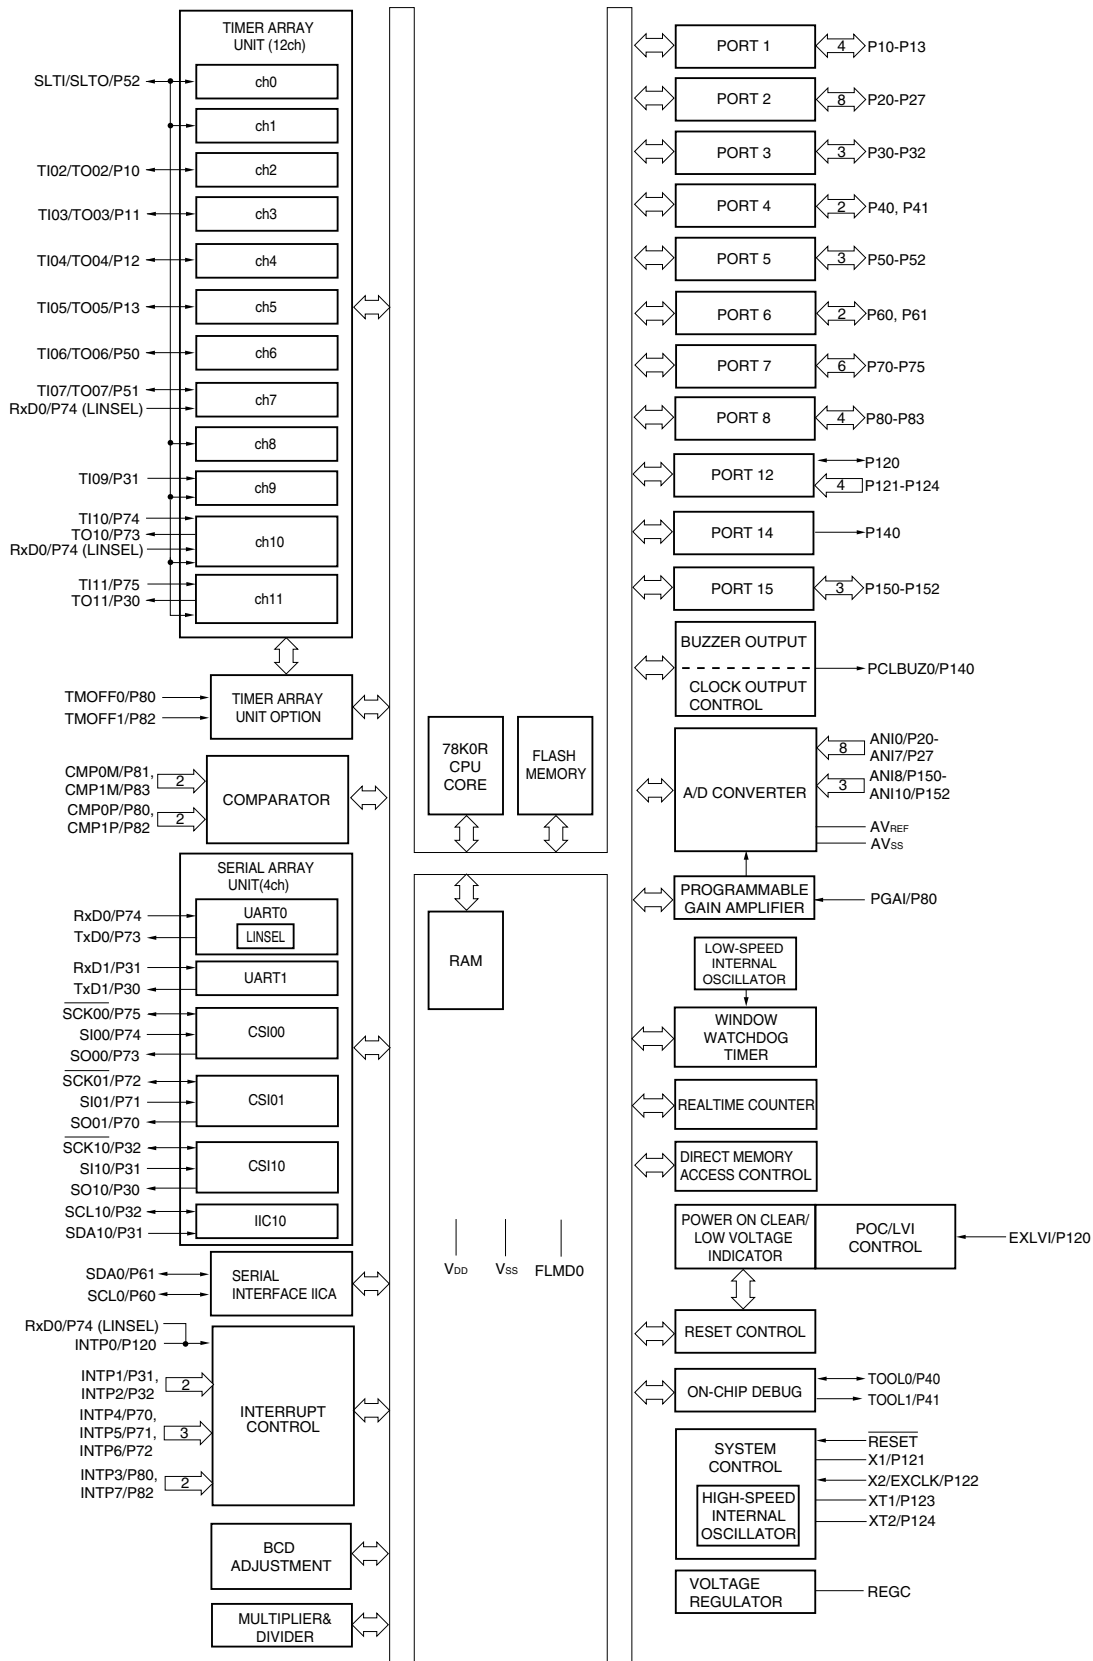 TIMER ARRAY
UNIT (12ch)
SLTI/SLTO/P52
ch0
ch1
TI02/TO02/P10
ch2
TI03/TO03/P11
ch3
TI04/TO04/P12
ch4
TI05/TO05/P13
ch5
TI06/TO06/P50
ch6
TI07/TO07/P51
RxD0/P74 (LINSEL)
ch7
ch8
TI09/P31
ch9
TI10/P74
TO10/P73
RxD0/P74 (LINSEL)
ch10
TI11/P75
TO11/P30
ch11
TMOFF0/P80
TMOFF1/P82
TIMER ARRAY
UNIT OPTION
CMP0M/P81,
CMP1M/P83
2
CMP0P/P80,
CMP1P/P82
2
COMPARATOR
SERIAL ARRAY
UNIT(4ch)
RxD0/P74
TxD0/P73
UART0
LINSEL
RxD1/P31
TxD1/P30
UART1
SCK00/P75
SI00/P74
SO00/P73
CSI00
SCK01/P72
SI01/P71
SO01/P70
CSI01
SCK10/P32
SI10/P31
SO10/P30
CSI10
SCL10/P32
SDA10/P31
IIC10
SDA0/P61
SCL0/P60
SERIAL
INTERFACE IICA
RxD0/P74 (LINSEL)
INTP0/P120
INTP1/P31,
INTP2/P32
2
INTP4/P70,
INTP5/P71,
INTP6/P72
3
INTP3/P80,
INTP7/P82
2
INTERRUPT
CONTROL
BCD
ADJUSTMENT
MULTIPLIER&
DIVIDER
78K0R
CPU
CORE
FLASH
MEMORY
RAM
VDD
VSS
FLMD0
PORT 1
4
P10-P13
PORT 2
8
P20-P27
PORT 3
3
P30-P32
PORT 4
2
P40, P41
PORT 5
3
P50-P52
PORT 6
2
P60, P61
PORT 7
6
P70-P75
PORT 8
4
P80-P83
PORT 12
P120
4
P121-P124
PORT 14
P140
PORT 15
3
P150-P152
BUZZER OUTPUT
CLOCK OUTPUT
CONTROL
PCLBUZ0/P140
A/D CONVERTER
8
ANI0/P20-
ANI7/P27
3
ANI8/P150-
ANI10/P152
AVREF
AVSS
PROGRAMMABLE
GAIN AMPLIFIER
PGAI/P80
LOW-SPEED
INTERNAL
OSCILLATOR
WINDOW
WATCHDOG
TIMER
REALTIME COUNTER
DIRECT MEMORY
ACCESS CONTROL
POWER ON CLEAR/
LOW VOLTAGE
INDICATOR
POC/LVI
CONTROL
EXLVI/P120
RESET CONTROL
ON-CHIP DEBUG
TOOL0/P40
TOOL1/P41
SYSTEM
CONTROL
HIGH-SPEED
INTERNAL
OSCILLATOR
RESET
X1/P121
X2/EXCLK/P122
XT1/P123
XT2/P124
VOLTAGE
REGULATOR
REGC